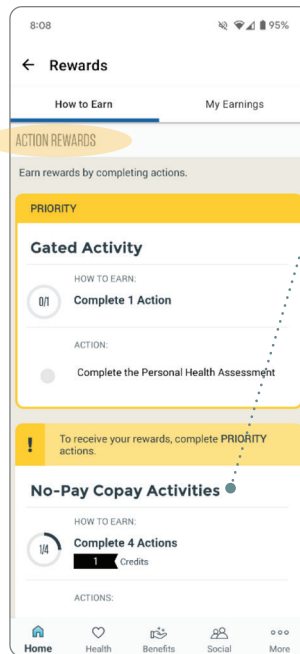 8:08
95%
← Rewards
How to Earn My Earnings
ACTION REWARDS
Earn rewards by completing actions.
PRIORITY
Gated Activity
HOW TO EARN:
0/1 Complete 1 Action
ACTION:
Complete the Personal Health Assessment
! To receive your rewards, complete PRIORITY
actions.
No-Pay Copay Activities
HOW TO EARN:
1/4 Complete 4 Actions
1 Credits
ACTIONS:
Home Health Benefits Social More